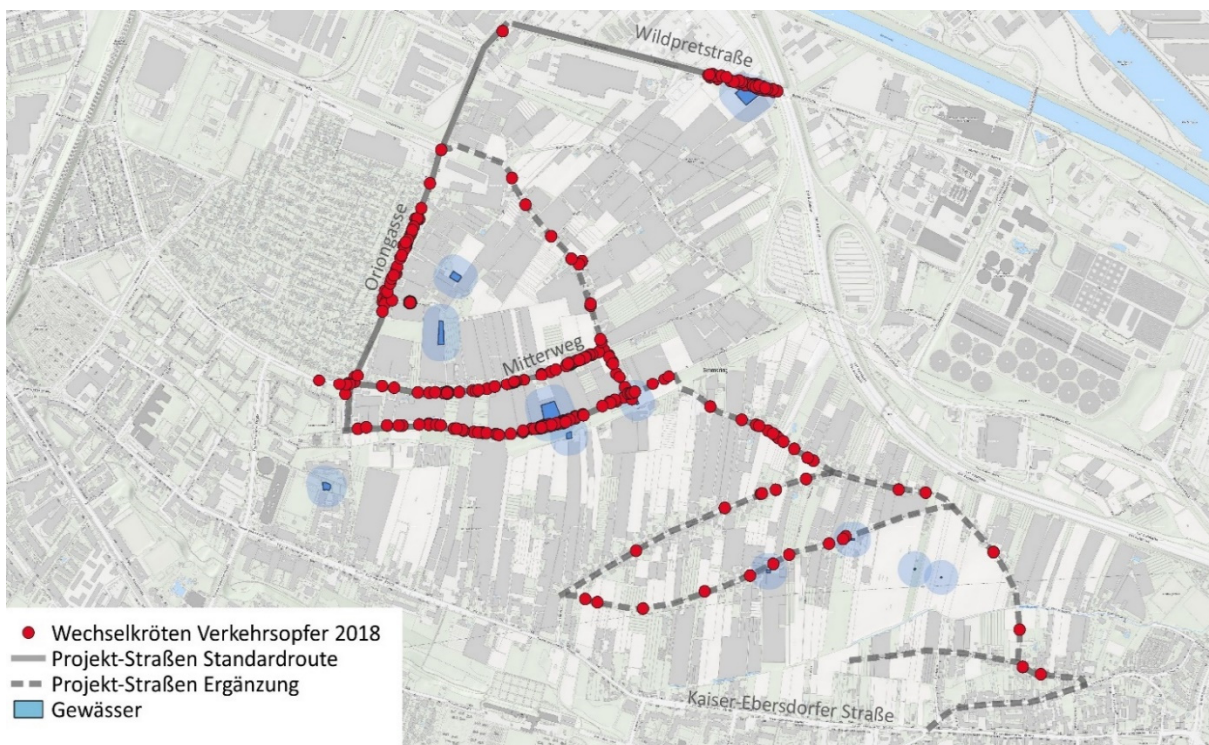 Wildpretstraße
Oriongasse
Mitterweg
Kaiser-Ebersdorfer Straße
Wechselkröten Verkehrsopfer 2018
Projekt-Straßen Standardroute
Projekt-Straßen Ergänzung
Gewässer